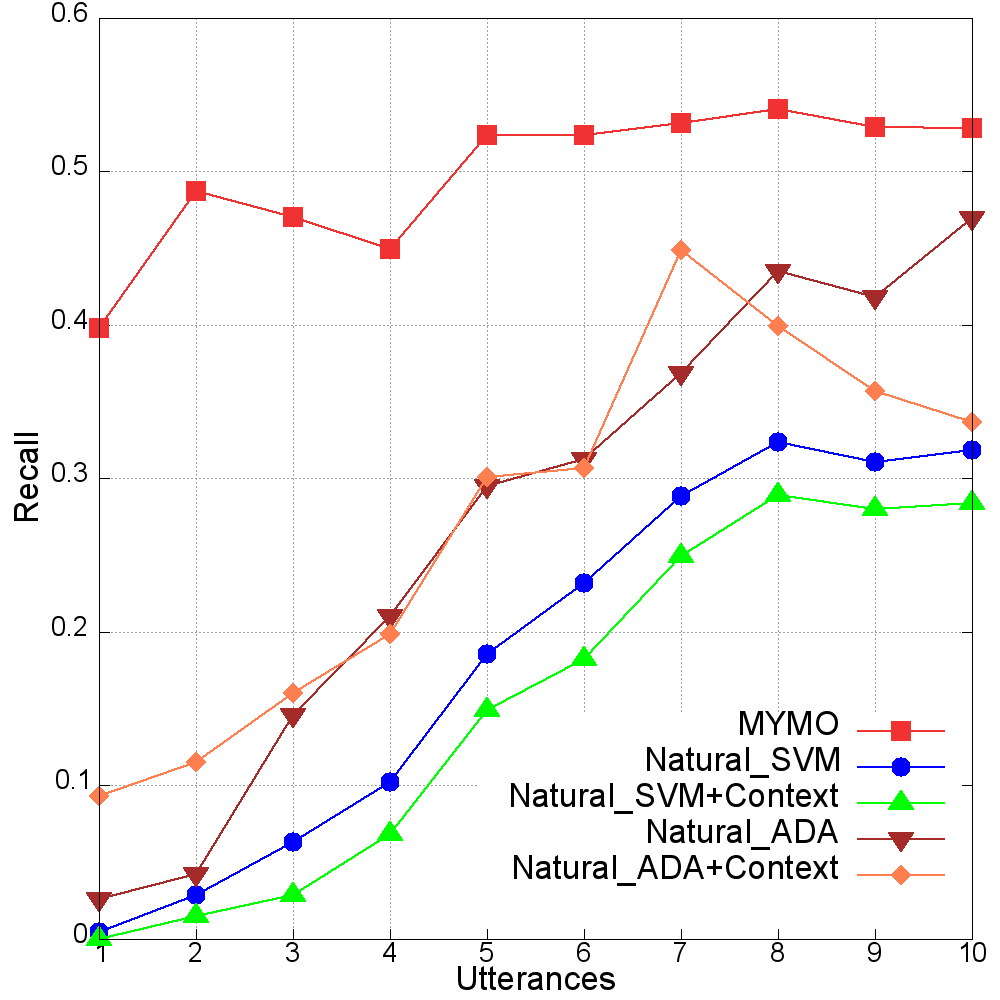 0.6
0.5
0.4
0.3
0.2
0.1
0
Recall
1 2 3 4 5 6 7 8 9 10
Utterances
MYMO
Natural_SVM
Natural_SVM+Context
Natural_ADA
Natural_ADA+Context